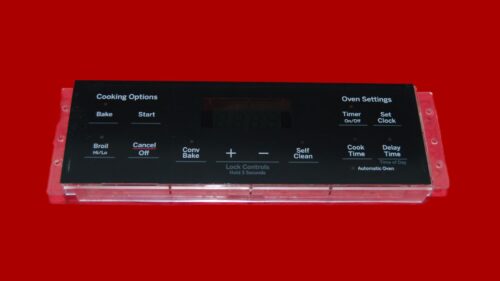 Cooking Options
Bake
Start
Broil
Hi/Lo
Cancel
Off
Conv
Bake
+
−
Lock Controls
Hold 3 Seconds
Self
Clean
Oven Settings
Timer
On/Off
Set
Clock
Cook
Time
Delay
Time
Time of Day
Automatic Oven